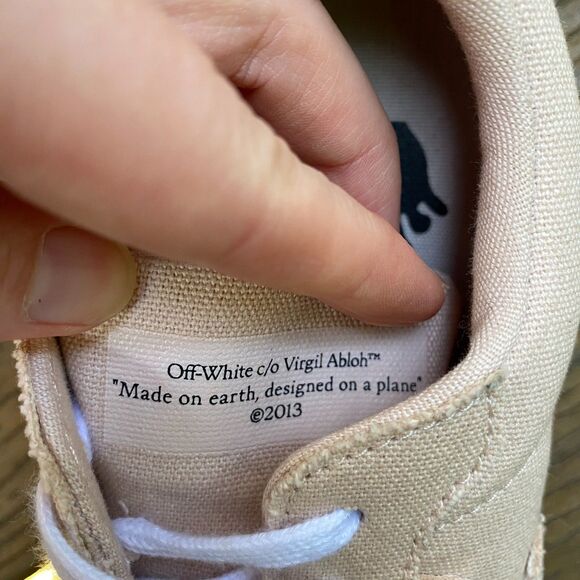 Off-White c/o Virgil Abloh™
"Made on earth, designed on a plane"
©2013